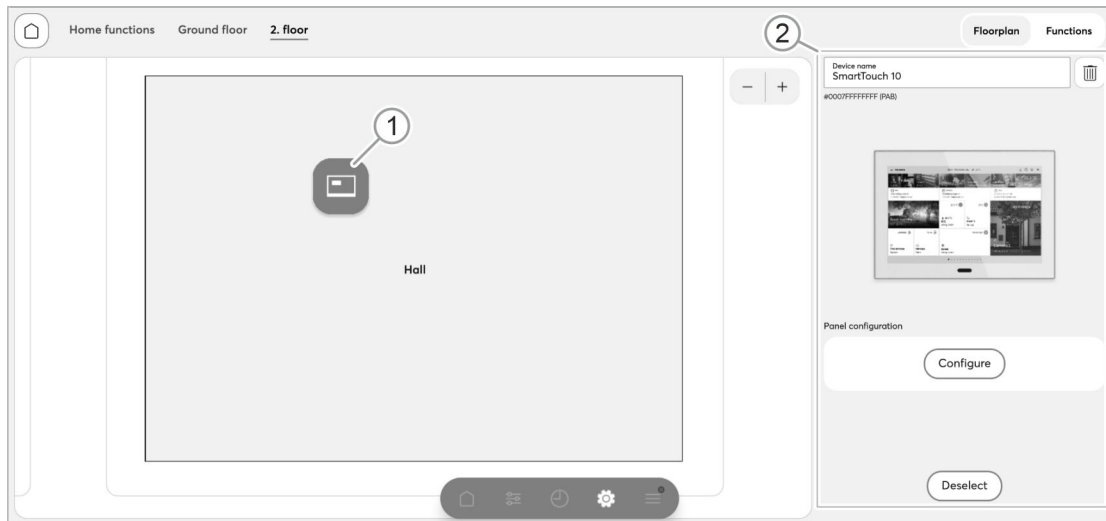 Home functions
Ground floor
2. floor
2
Floorplan
Functions
Device name
SmartTouch 10
#0007FFFFFFFF (PAB)
1
Hall
Panel configuration
Configure
Deselect